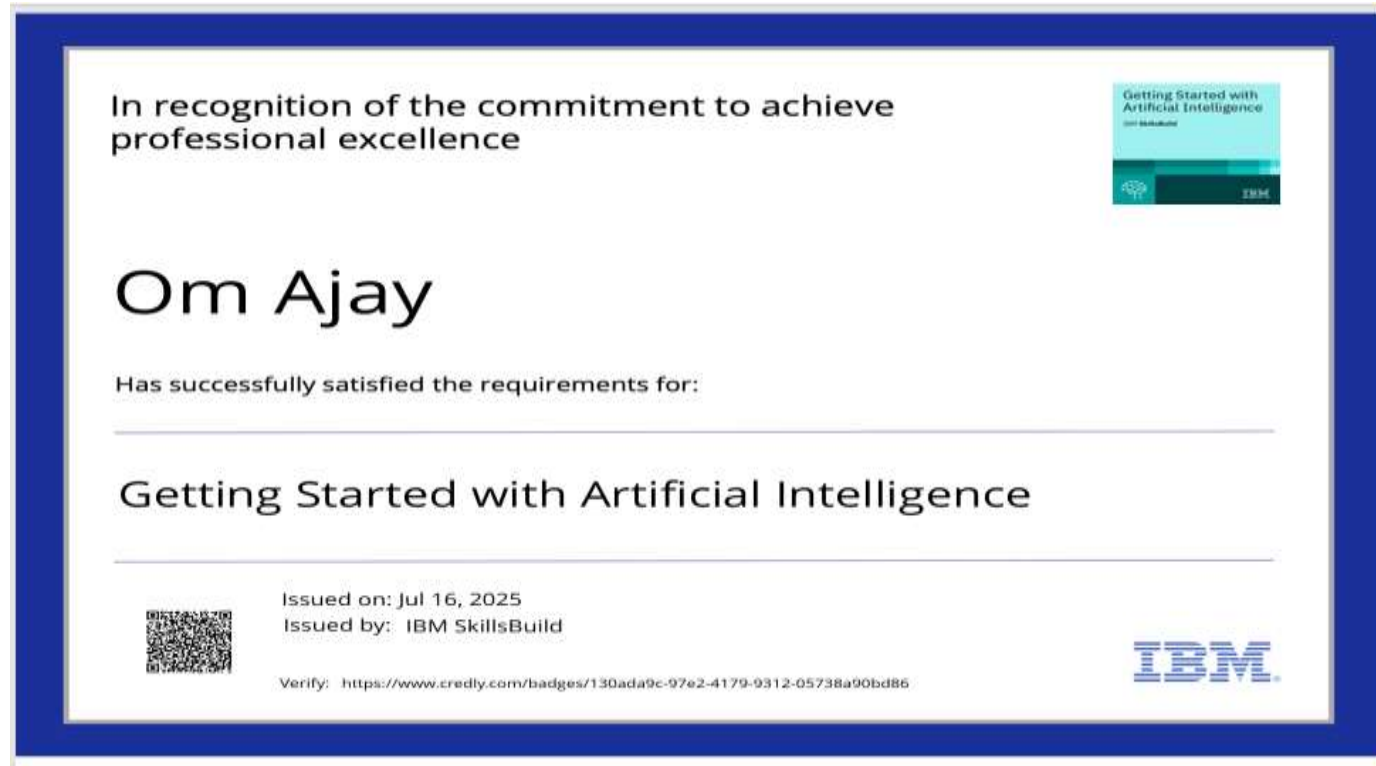 In recognition of the commitment to achieve
professional excellence
Getting Started with
Artificial Intelligence
IBM SkillsBuild
IBM
Om Ajay
Has successfully satisfied the requirements for:
Getting Started with Artificial Intelligence
Issued on: Jul 16, 2025
Issued by: IBM SkillsBuild
Verify: https://www.credly.com/badges/130ada9c-97e2-4179-9312-05738a90bd86
IBM.